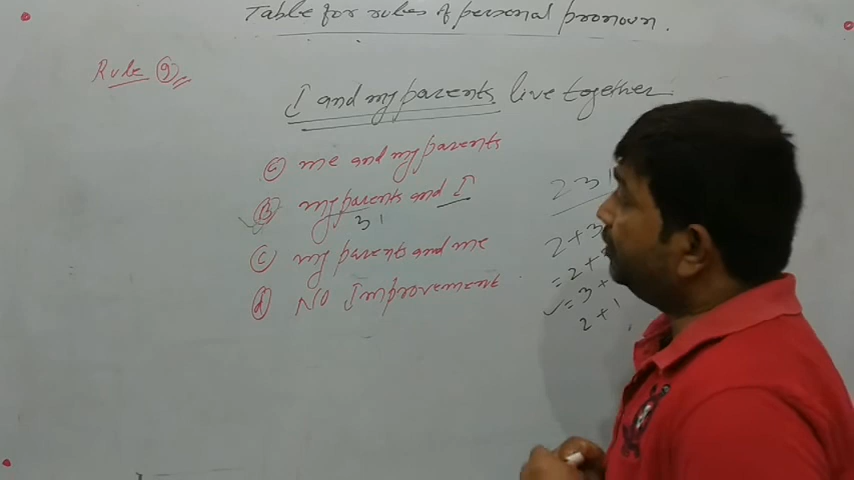 Table for rules of personal pronoun.
Rule 9
I and my parents live together.
a me and my parents
b my parents and I
3 1
c my parents and me
d No Improvement
2 3 1
2 + 3
= 2 +
= 3 +
2 + 1